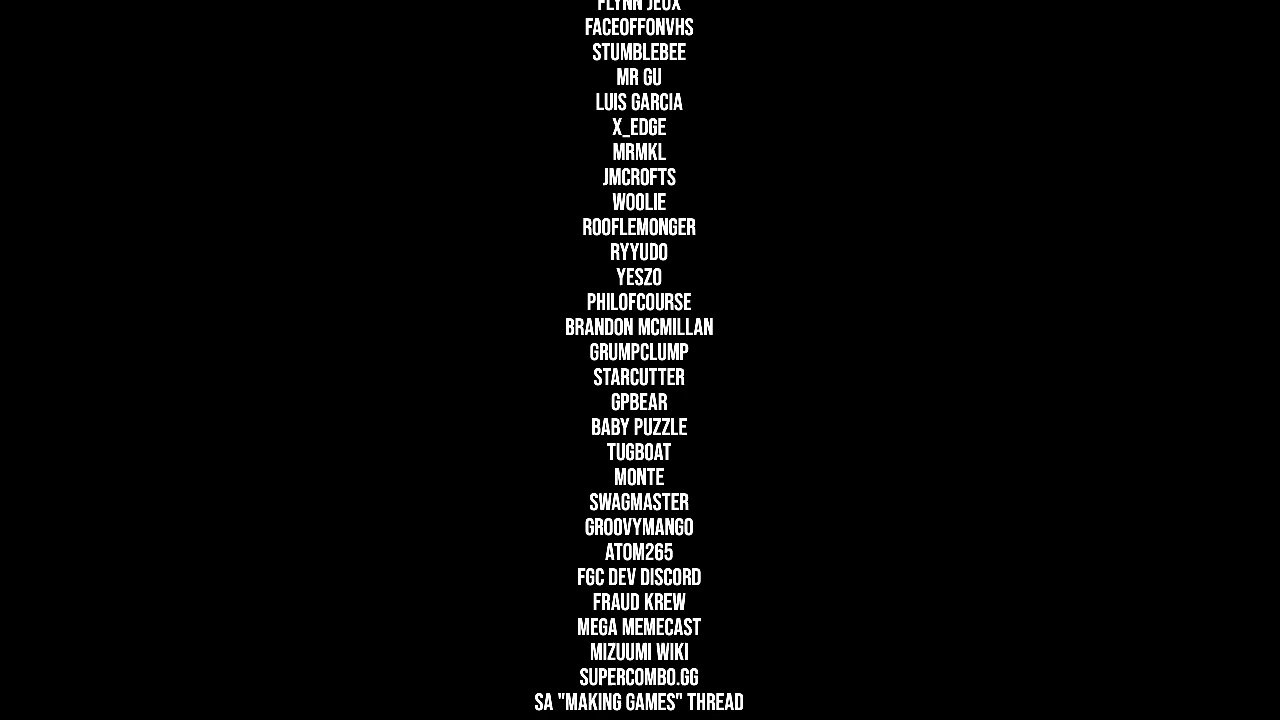 FLYNN JEUX
FACEOFFONVHS
STUMBLEBEE
MR GU
LUIS GARCIA
X_EDGE
MRMKL
JMCROFTS
WOOLIE
ROOFLEMONGER
RYYUDO
YESZO
PHILOFCOURSE
BRANDON MCMILLAN
GRUMPCLUMP
STARCUTTER
GPBEAR
BABY PUZZLE
TUGBOAT
MONTE
SWAGMASTER
GROOVYMANGO
ATOM265
FGC DEV DISCORD
FRAUD KREW
MEGA MEMECAST
MIZUUMI WIKI
SUPERCOMBO.GG
SA "MAKING GAMES" THREAD